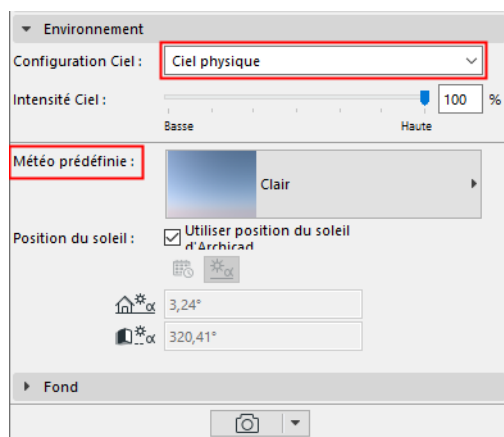 Environnement
Configuration Ciel : Ciel physique
Intensité Ciel : 100 %
Basse Haute
Météo prédéfinie : Clair
Position du soleil : Utiliser position du soleil
d'Archicad
α 3,24°
α 320,41°
Fond